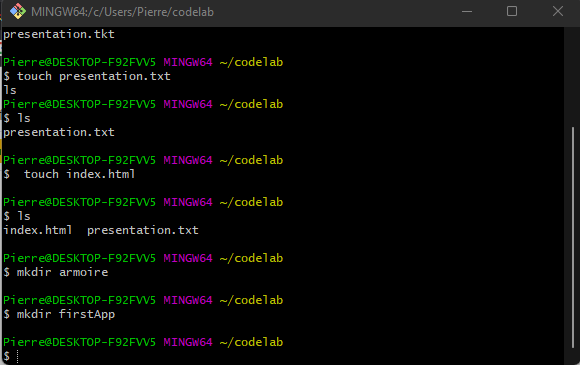 MINGW64:/c/Users/Pierre/codelab
presentation.tkt
Pierre@DESKTOP-F92FVV5 MINGW64 ~/codelab
$ touch presentation.txt
ls
Pierre@DESKTOP-F92FVV5 MINGW64 ~/codelab
$ ls
presentation.txt
Pierre@DESKTOP-F92FVV5 MINGW64 ~/codelab
$  touch index.html
Pierre@DESKTOP-F92FVV5 MINGW64 ~/codelab
$ ls
index.html  presentation.txt
Pierre@DESKTOP-F92FVV5 MINGW64 ~/codelab
$ mkdir armoire
Pierre@DESKTOP-F92FVV5 MINGW64 ~/codelab
$ mkdir firstApp
Pierre@DESKTOP-F92FVV5 MINGW64 ~/codelab
$